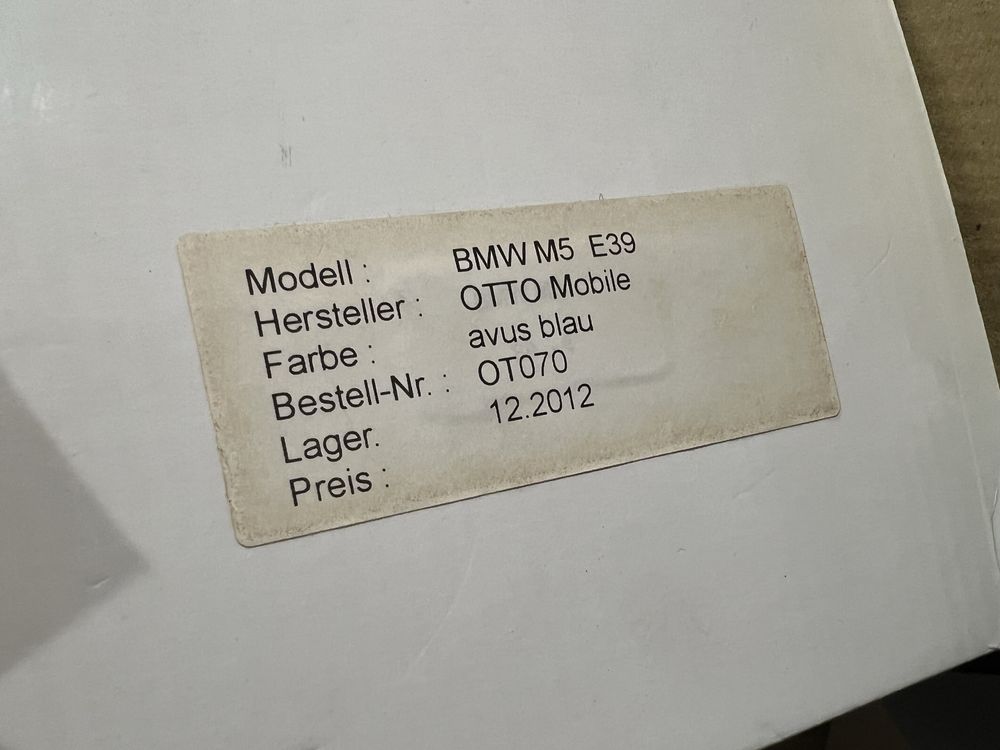 Modell : BMW M5 E39
Hersteller : OTTO Mobile
Farbe : avus blau
Bestell-Nr. : OT070
Lager. 12.2012
Preis :